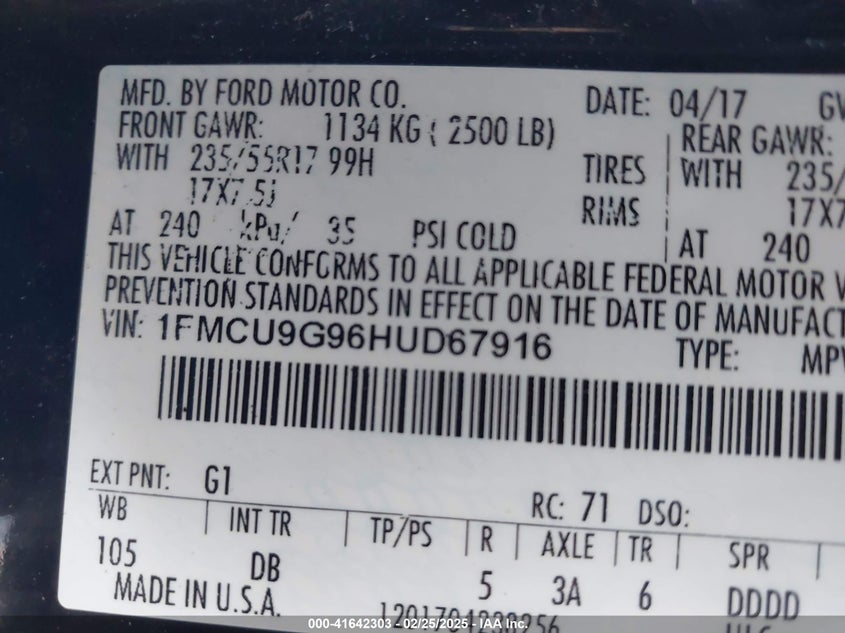 MFD. BY FORD MOTOR CO. DATE: 04/17 GV
FRONT GAWR: 1134 KG ( 2500 LB) REAR GAWR:
WITH 235/55R17 99H TIRES WITH 235/
17X7.5J RIMS 17X7
AT 240 kPa/ 35 PSI COLD AT 240
THIS VEHICLE CONFORMS TO ALL APPLICABLE FEDERAL MOTOR V
PREVENTION STANDARDS IN EFFECT ON THE DATE OF MANUFACT
VIN: 1FMCU9G96HUD67916 TYPE: MPV
EXT PNT: G1 RC: 71 DSO:
WB INT TR TP/PS R AXLE TR SPR
105 DB 5 3A 6 DDDD
MADE IN U.S.A.
000-41642303 - 02/25/2025 - IAA Inc.